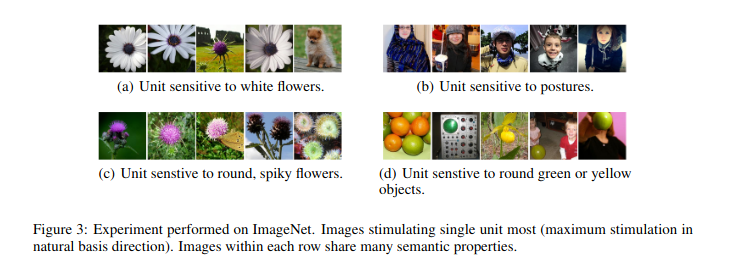 (a) Unit sensitive to white flowers.
(b) Unit sensitive to postures.
(c) Unit senstive to round, spiky flowers.
(d) Unit senstive to round green or yellow
objects.
Figure 3: Experiment performed on ImageNet. Images stimulating single unit most (maximum stimulation in
natural basis direction). Images within each row share many semantic properties.